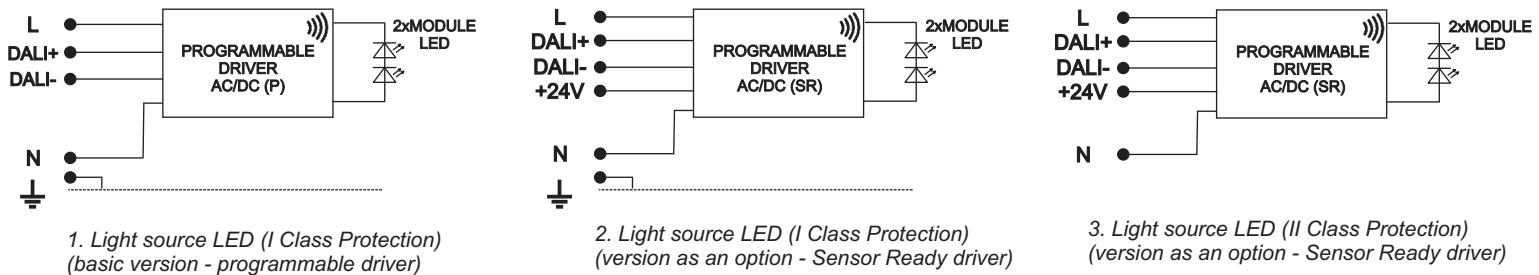 L
DALI+
DALI-
N
PROGRAMMABLE
DRIVER
AC/DC (P)
2xMODULE
LED
1. Light source LED (I Class Protection)
(basic version - programmable driver)
L
DALI+
DALI-
+24V
N
PROGRAMMABLE
DRIVER
AC/DC (SR)
2xMODULE
LED
2. Light source LED (I Class Protection)
(version as an option - Sensor Ready driver)
L
DALI+
DALI-
+24V
N
PROGRAMMABLE
DRIVER
AC/DC (SR)
2xMODULE
LED
3. Light source LED (II Class Protection)
(version as an option - Sensor Ready driver)